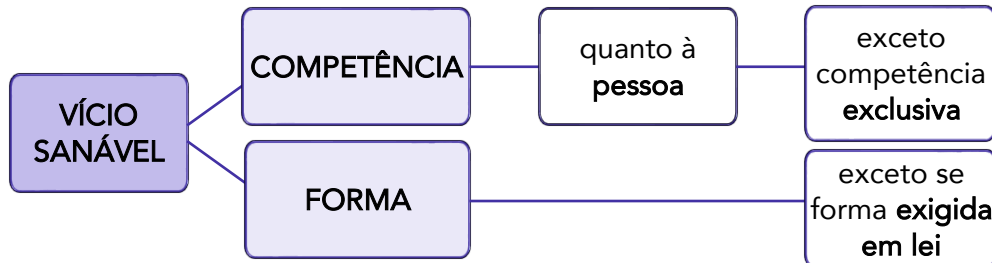 VÍCIO
SANÁVEL
COMPETÊNCIA
quanto à
pessoa
exceto
competência
exclusiva
FORMA
exceto se
forma exigida
em lei